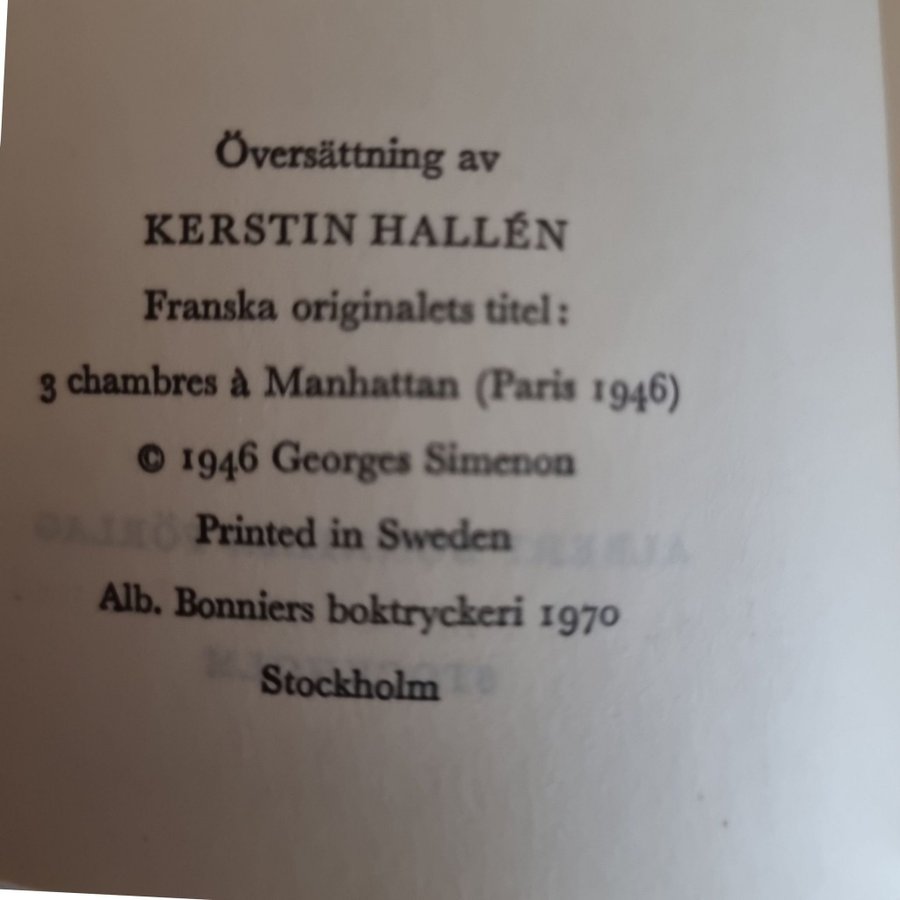 Översättning av
KERSTIN HALLÉN
Franska originalets titel:
3 chambres à Manhattan (Paris 1946)
© 1946 Georges Simenon
Printed in Sweden
Alb. Bonniers boktryckeri 1970
Stockholm